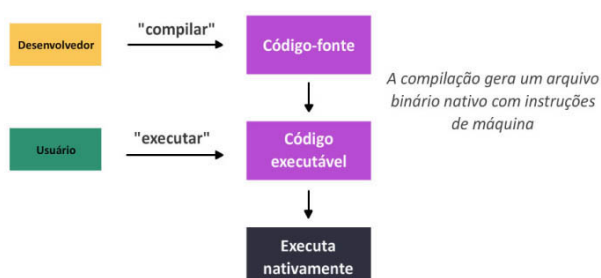 Desenvolvedor
"compilar"
Código-fonte
A compilação gera um arquivo
binário nativo com instruções
de máquina
Usuário
"executar"
Código
executável
Executa
nativamente